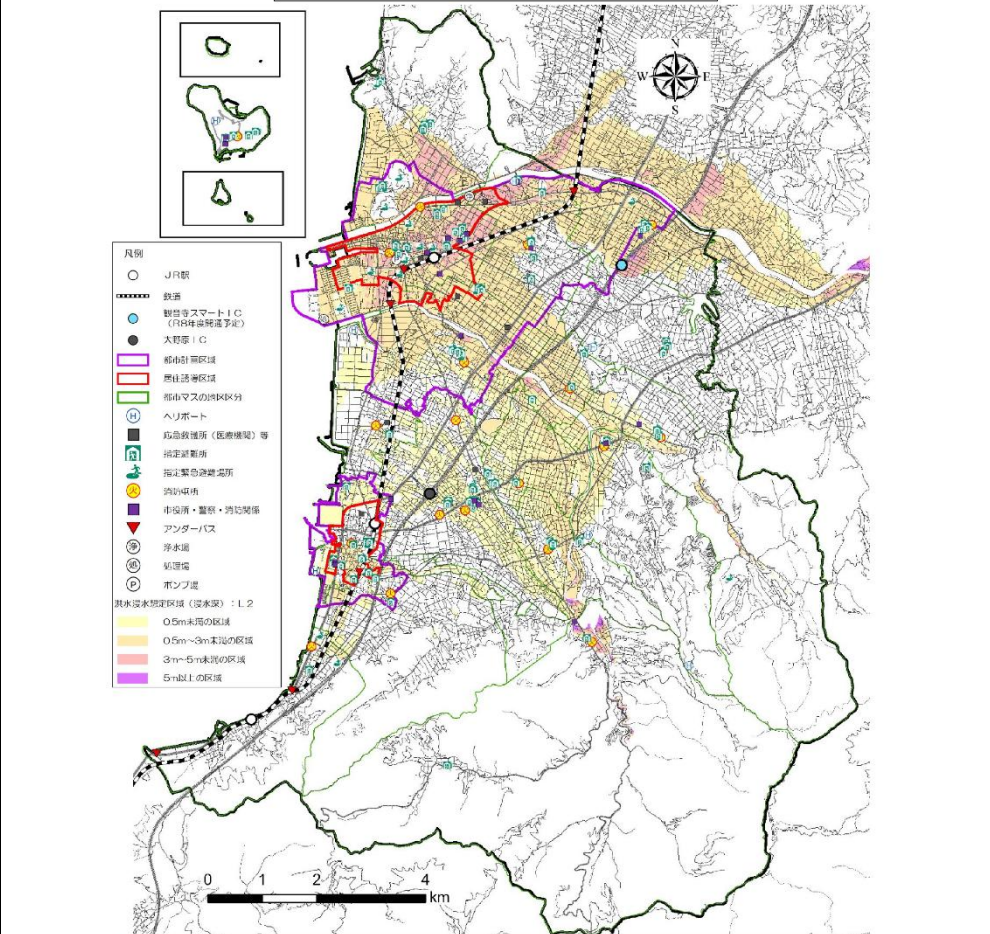 N
W
E
S
凡例
JR駅
鉄道
観音寺スマートIC
(R8年度開通予定)
大野原IC
都市計画区域
居住誘導区域
都市マスの地区区分
H
ヘリポート
応急救護所(医療機関)等
指定避難所
指定緊急避難場所
火
消防屯所
市役所・警察・消防関係
アンダーパス
浄
浄水場
処
処理場
P
ポンプ場
洪水浸水想定区域(浸水深):L2
0.5m未満の区域
0.5m~3m未満の区域
3m~5m未満の区域
5m以上の区域
0 1 2 4
km